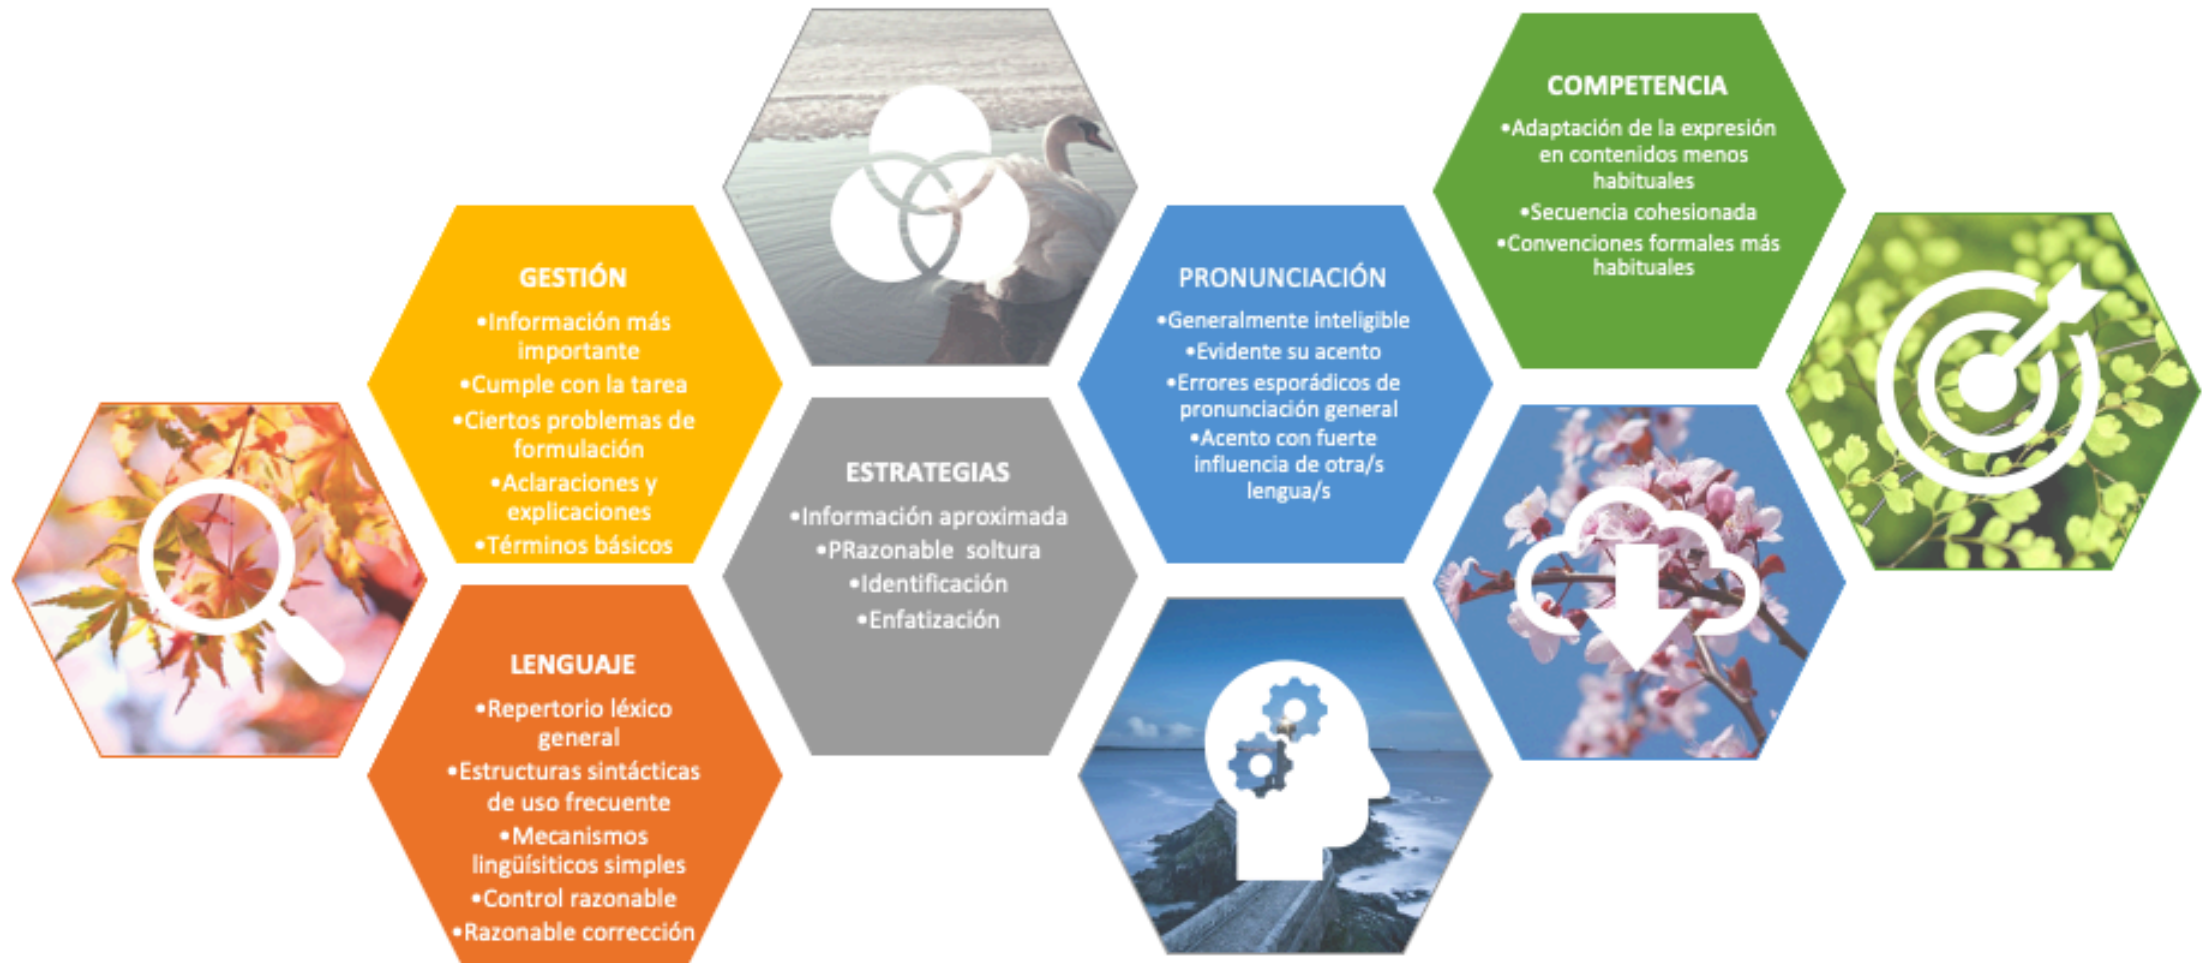 GESTIÓN
•Información más
importante
•Cumple con la tarea
•Ciertos problemas de
formulación
•Aclaraciones y
explicaciones
•Términos básicos
LENGUAJE
•Repertorio léxico
general
•Estructuras sintácticas
de uso frecuente
•Mecanismos
lingüísiticos simples
•Control razonable
•Razonable corrección
ESTRATEGIAS
•Información aproximada
•PRazonable soltura
•Identificación
•Enfatización
PRONUNCIACIÓN
•Generalmente inteligible
•Evidente su acento
•Errores esporádicos de
pronunciación general
•Acento con fuerte
influencia de otra/s
lengua/s
COMPETENCIA
•Adaptación de la expresión
en contenidos menos
habituales
•Secuencia cohesionada
•Convenciones formales más
habituales